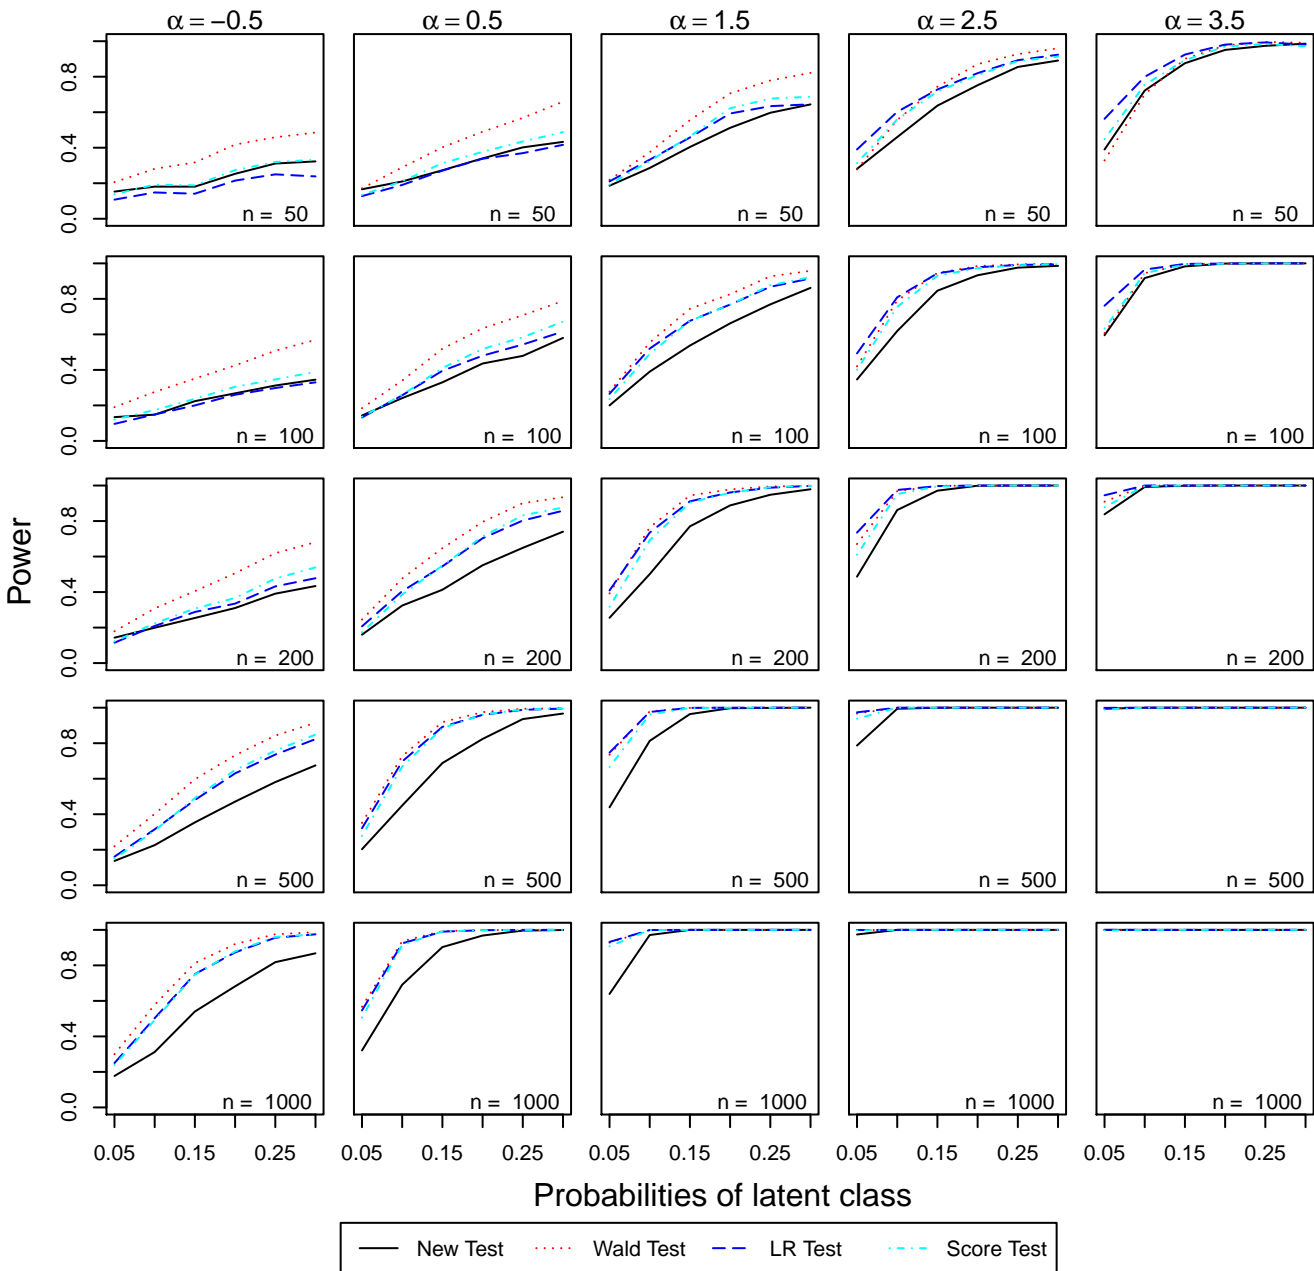 α = −0.5 α = 0.5 α = 1.5 α = 2.5 α = 3.5
0.0 0.4 0.8
n = 50 n = 50 n = 50 n = 50 n = 50
0.0 0.4 0.8
n = 100 n = 100 n = 100 n = 100 n = 100
Power
0.0 0.4 0.8
n = 200 n = 200 n = 200 n = 200 n = 200
0.0 0.4 0.8
n = 500 n = 500 n = 500 n = 500 n = 500
0.0 0.4 0.8
n = 1000 n = 1000 n = 1000 n = 1000 n = 1000
0.05 0.15 0.25 0.05 0.15 0.25 0.05 0.15 0.25 0.05 0.15 0.25 0.05 0.15 0.25
Probabilities of latent class
New Test Wald Test LR Test Score Test